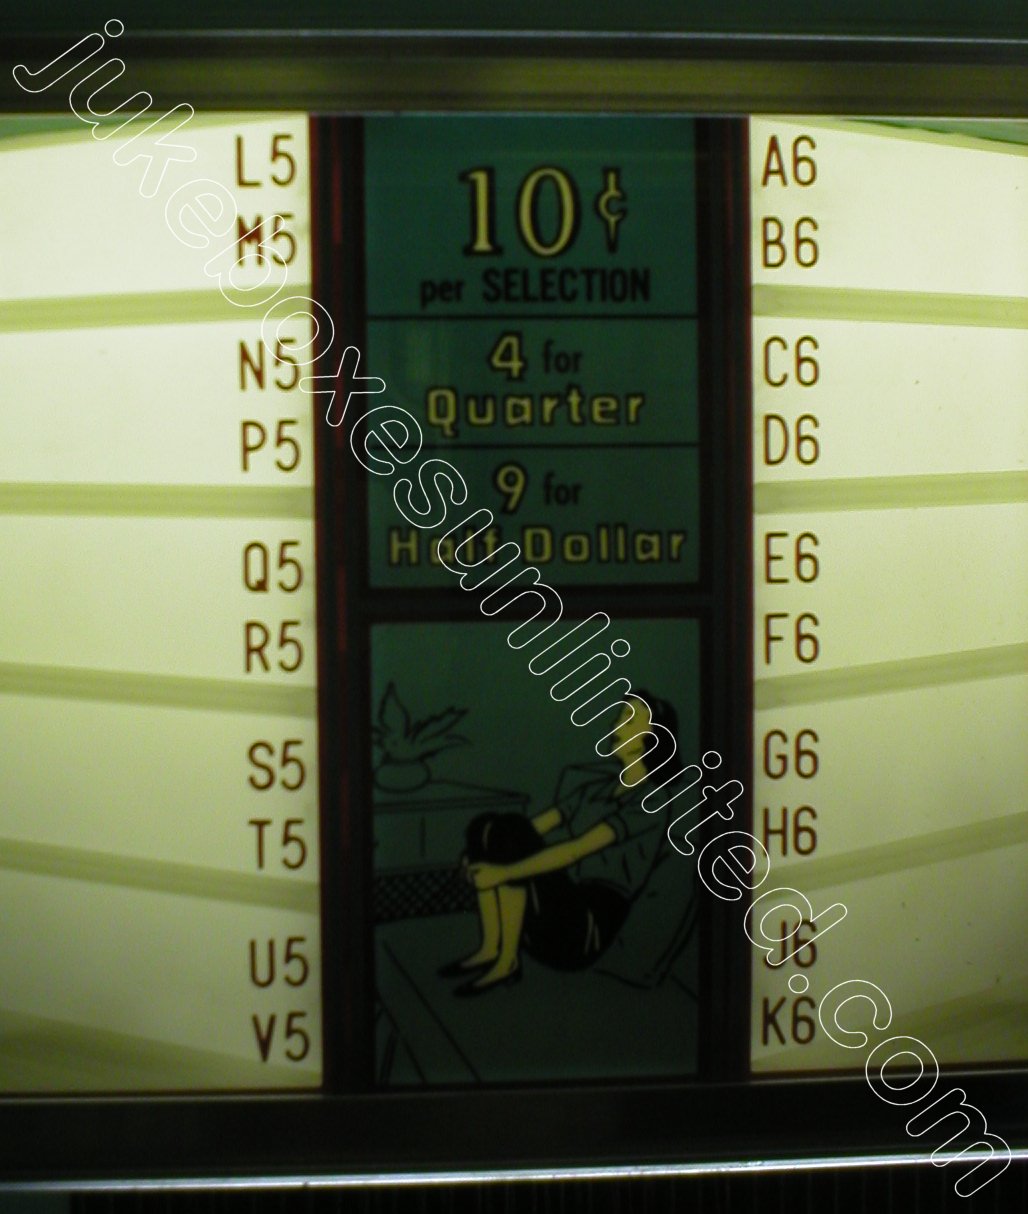 jukeboxesunlimited.com
L5
M5
N5
P5
Q5
R5
S5
T5
U5
V5
10¢
per SELECTION
4 for
Quarter
9 for
Half Dollar
A6
B6
C6
D6
E6
F6
G6
H6
J6
K6